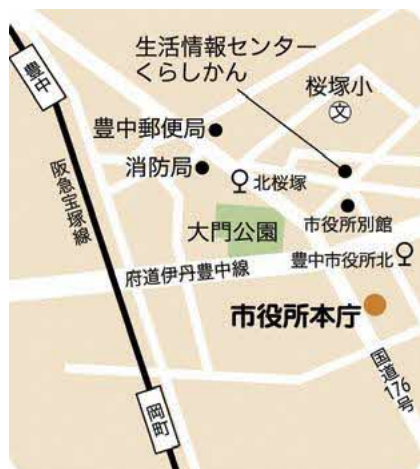 生活情報センター
くらしかん
桜塚小
文
豊中
豊中郵便局
消防局
阪急宝塚線
北桜塚
市役所別館
大門公園
豊中市役所北
府道伊丹豊中線
市役所本庁
国道176号
岡町